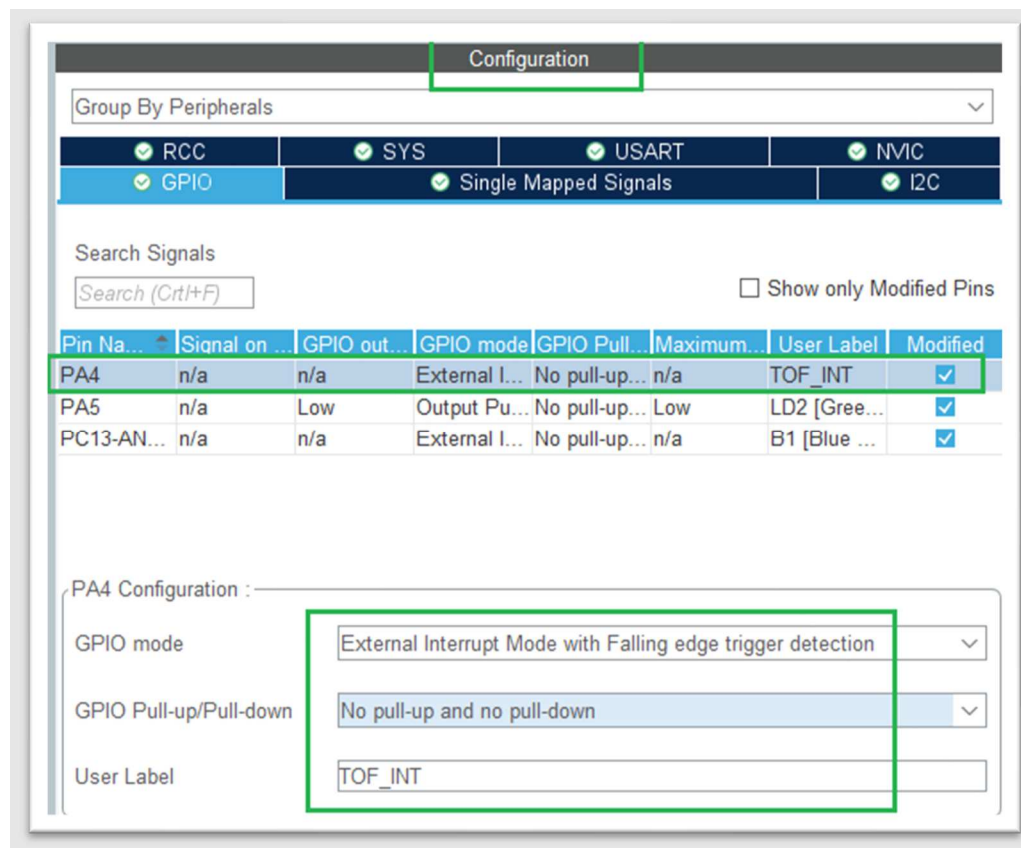 Configuration
Group By Peripherals
RCC SYS USART NVIC
GPIO Single Mapped Signals I2C
Search Signals
Search (Crtl+F) Show only Modified Pins
Pin Na... Signal on ... GPIO out... GPIO mode GPIO Pull... Maximum... User Label Modified
PA4 n/a n/a External I... No pull-up... n/a TOF_INT
PA5 n/a Low Output Pu... No pull-up... Low LD2 [Gree...
PC13-AN... n/a n/a External I... No pull-up... n/a B1 [Blue ...
PA4 Configuration :
GPIO mode External Interrupt Mode with Falling edge trigger detection
GPIO Pull-up/Pull-down No pull-up and no pull-down
User Label TOF_INT